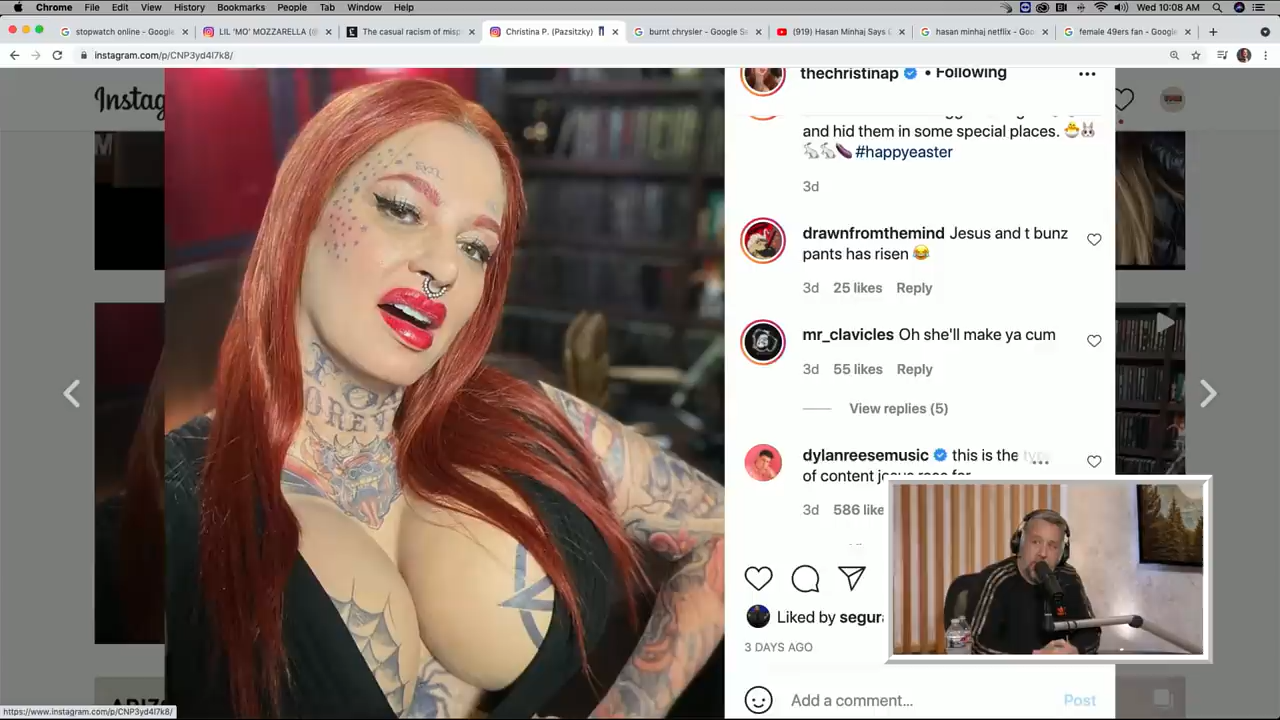 Chrome File Edit View History Bookmarks People Tab Window Help
Wed 10:08 AM
stopwatch online - Google
LIL 'MO' MOZZARELLA (@
The casual racism of misp
Christina P. (Pazsitzky)
burnt chrysler - Google S
(919) Hasan Minhaj Says
hasan minhaj netflix - Goo
female 49ers fan - Google
instagram.com/p/CNP3yd4l7k8/
Instag
thechristinap • Following
and hid them in some special places. 🐣🐰
🐇🐇🍆 #happyeaster
3d
drawnfromthemind Jesus and t bunz
pants has risen 😂
3d 25 likes Reply
mr_clavicles Oh she'll make ya cum
3d 55 likes Reply
View replies (5)
dylanreesemusic this is the
of content
3d 586 like
Liked by segur
3 DAYS AGO
Add a comment... Post
https://www.instagram.com/p/CNP3yd4l7k8/